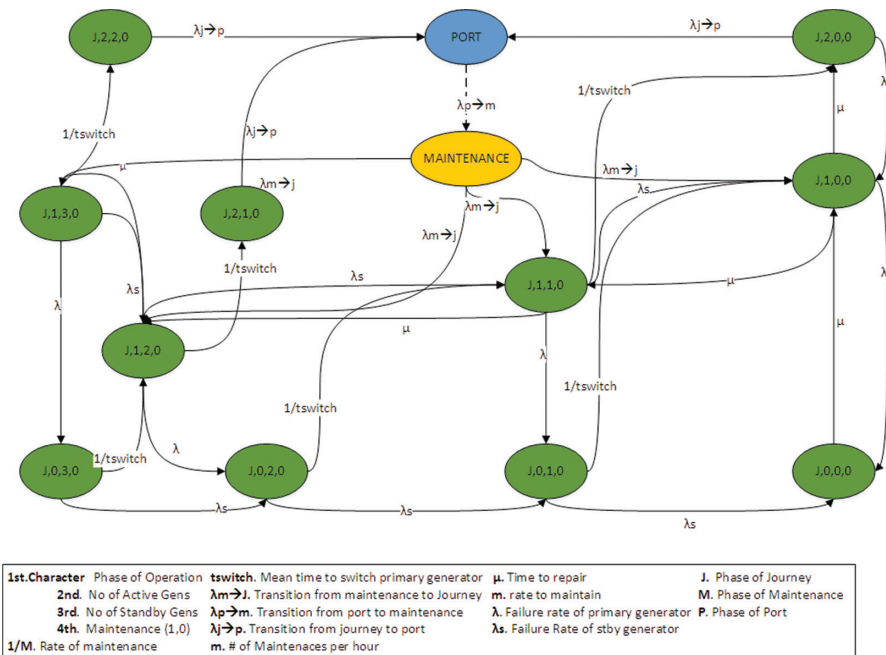 J,2,2,0
λj→p
PORT
λj→p
J,2,0,0
λ
1/tswitch
λp→m
1/tswitch
μ
λj→p
μ
MAINTENANCE
λm→j
λm→j
λs
λm→j
J,1,0,0
J,1,3,0
J,2,1,0
λm→j
λs
1/tswitch
λs
J,1,1,0
μ
λ
λ
μ
J,1,2,0
λ
μ
1/tswitch
1/tswitch
J,0,3,0
1/tswitch
λ
J,0,2,0
J,0,1,0
J,0,0,0
λs
λs
λs
1st.Character Phase of Operation tswitch. Mean time to switch primary generator μ. Time to repair J. Phase of Journey
2nd. No of Active Gens λm→J. Transition from maintenance to Journey m. rate to maintain M. Phase of Maintenance
3rd. No of Standby Gens λp→m. Transition from port to maintenance λ. Failure rate of primary generator P. Phase of Port
4th. Maintenance (1,0) λj→p. Transition from journey to port λs. Failure Rate of stby generator
1/M. Rate of maintenance m. # of Maintenaces per hour